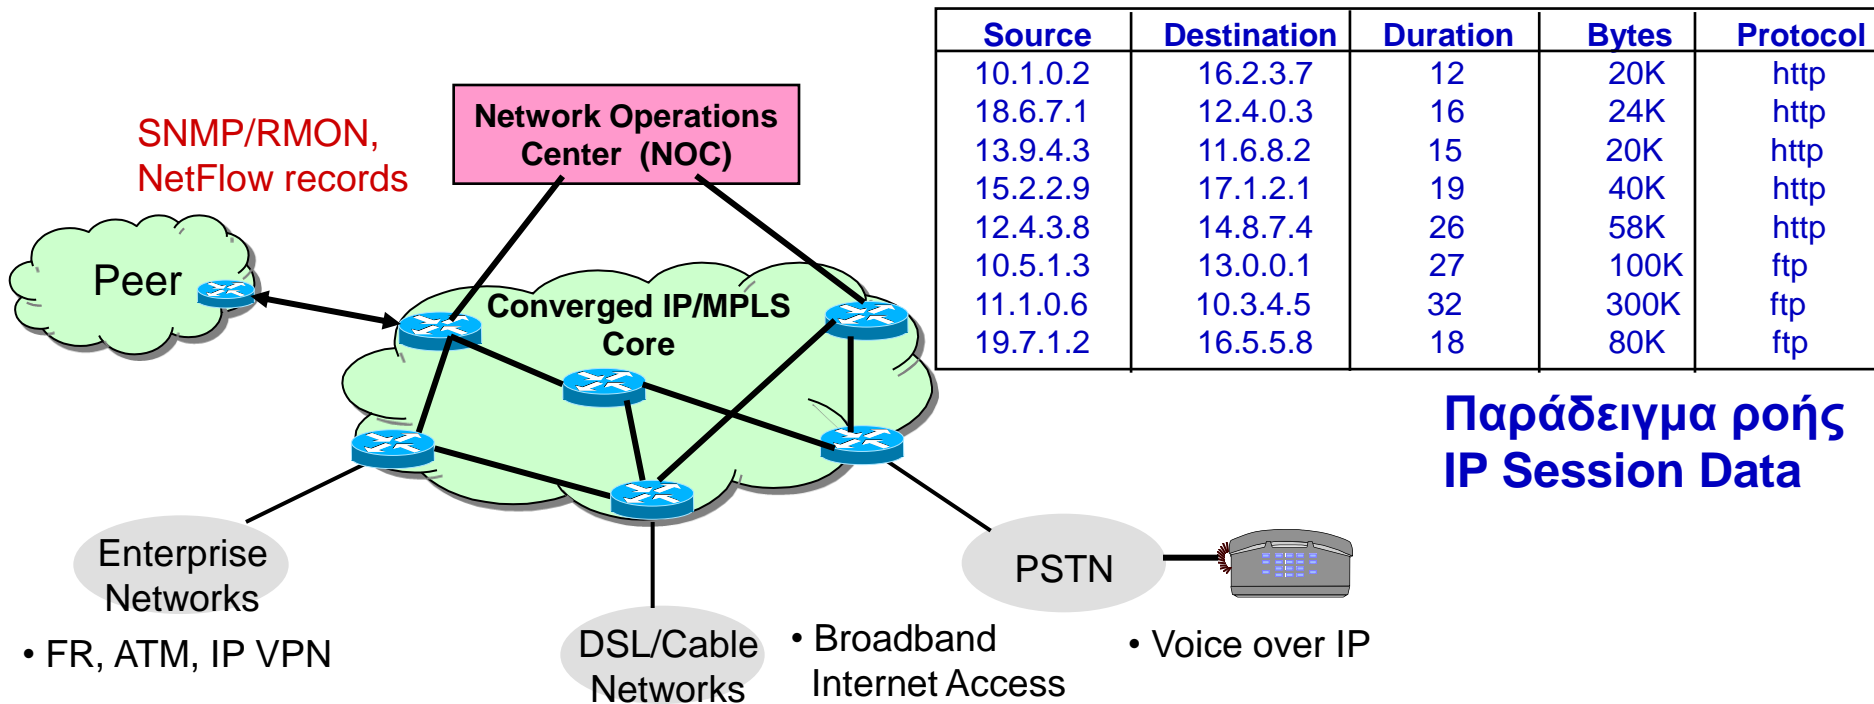 Source Destination Duration Bytes Protocol
10.1.0.2 16.2.3.7 12 20K http
18.6.7.1 12.4.0.3 16 24K http
13.9.4.3 11.6.8.2 15 20K http
15.2.2.9 17.1.2.1 19 40K http
12.4.3.8 14.8.7.4 26 58K http
10.5.1.3 13.0.0.1 27 100K ftp
11.1.0.6 10.3.4.5 32 300K ftp
19.7.1.2 16.5.5.8 18 80K ftp
Network Operations
Center (NOC)
SNMP/RMON,
NetFlow records
Peer
Converged IP/MPLS
Core
Παράδειγμα ροής
IP Session Data
Enterprise
Networks
• FR, ATM, IP VPN
DSL/Cable
Networks
• Broadband
Internet Access
PSTN
• Voice over IP